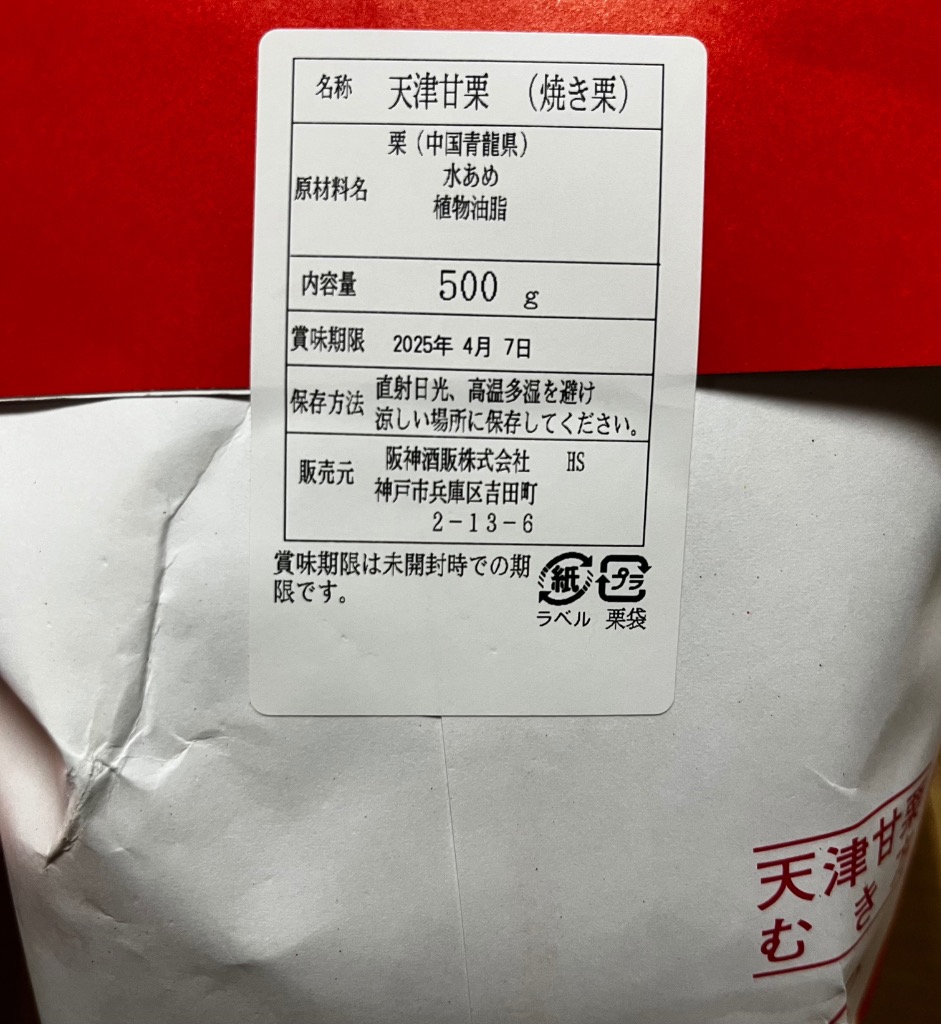 名称 天津甘栗 （焼き栗）
原材料名 栗（中国青龍県）
水あめ
植物油脂
内容量 500 g
賞味期限 2025年 4月 7日
保存方法 直射日光、高温多湿を避け
涼しい場所に保存してください。
販売元 阪神酒販株式会社 HS
神戸市兵庫区吉田町
2-13-6
賞味期限は未開封時での期
限です。
紙 プラ
ラベル 栗袋
天津甘栗
むき